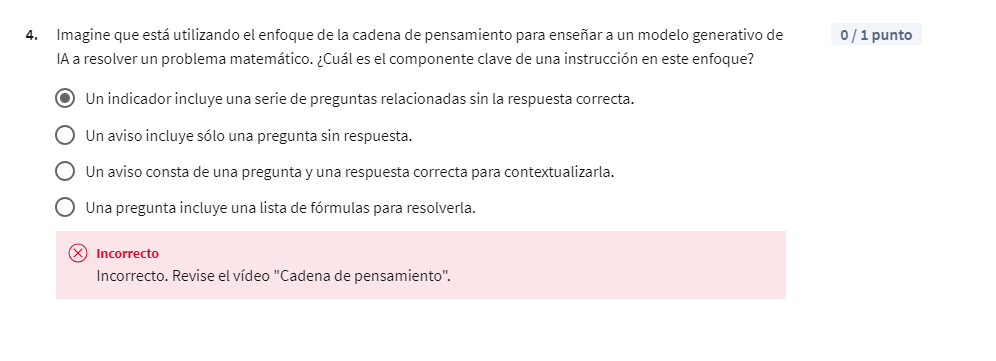 4. Imagine que está utilizando el enfoque de la cadena de pensamiento para enseñar a un modelo generativo de
IA a resolver un problema matemático. ¿Cuál es el componente clave de una instrucción en este enfoque?
0 / 1 punto
Un indicador incluye una serie de preguntas relacionadas sin la respuesta correcta.
Un aviso incluye sólo una pregunta sin respuesta.
Un aviso consta de una pregunta y una respuesta correcta para contextualizarla.
Una pregunta incluye una lista de fórmulas para resolverla.
Incorrecto
Incorrecto. Revise el vídeo "Cadena de pensamiento".